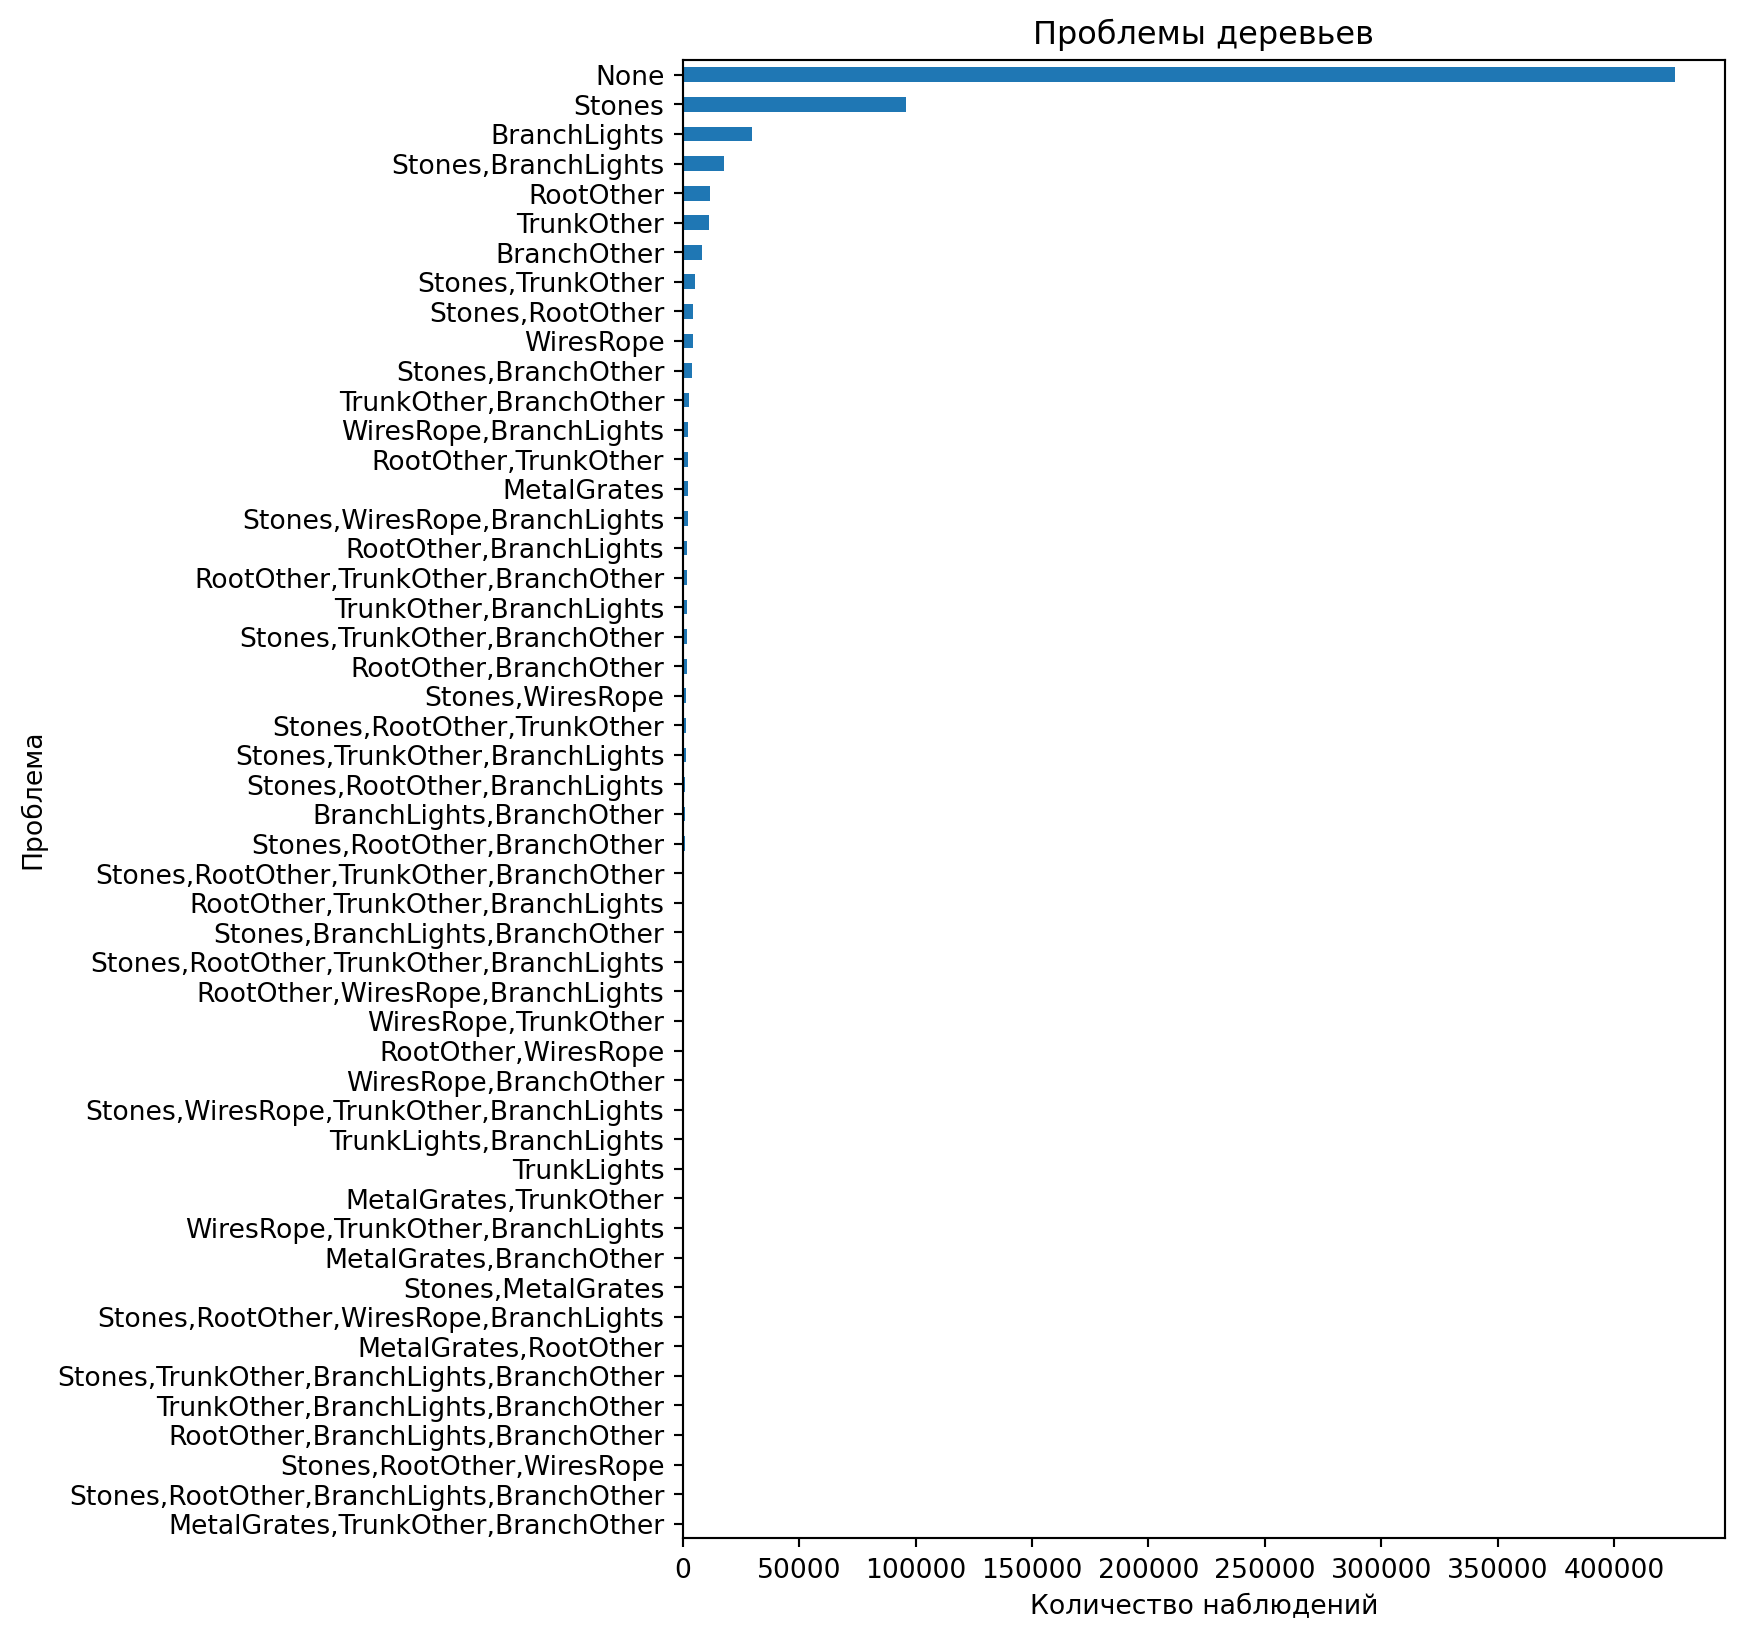 Проблемы деревьев
None
Stones
BranchLights
Stones,BranchLights
RootOther
TrunkOther
BranchOther
Stones,TrunkOther
Stones,RootOther
WiresRope
Stones,BranchOther
TrunkOther,BranchOther
WiresRope,BranchLights
RootOther,TrunkOther
MetalGrates
Stones,WiresRope,BranchLights
RootOther,BranchLights
RootOther,TrunkOther,BranchOther
TrunkOther,BranchLights
Stones,TrunkOther,BranchOther
RootOther,BranchOther
Stones,WiresRope
Stones,RootOther,TrunkOther
Stones,TrunkOther,BranchLights
Stones,RootOther,BranchLights
BranchLights,BranchOther
Stones,RootOther,BranchOther
Stones,RootOther,TrunkOther,BranchOther
RootOther,TrunkOther,BranchLights
Stones,BranchLights,BranchOther
Stones,RootOther,TrunkOther,BranchLights
RootOther,WiresRope,BranchLights
WiresRope,TrunkOther
RootOther,WiresRope
WiresRope,BranchOther
Stones,WiresRope,TrunkOther,BranchLights
TrunkLights,BranchLights
TrunkLights
MetalGrates,TrunkOther
WiresRope,TrunkOther,BranchLights
MetalGrates,BranchOther
Stones,MetalGrates
Stones,RootOther,WiresRope,BranchLights
MetalGrates,RootOther
Stones,TrunkOther,BranchLights,BranchOther
TrunkOther,BranchLights,BranchOther
RootOther,BranchLights,BranchOther
Stones,RootOther,WiresRope
Stones,RootOther,BranchLights,BranchOther
MetalGrates,TrunkOther,BranchOther
Проблема
0 50000 100000 150000 200000 250000 300000 350000 400000
Количество наблюдений